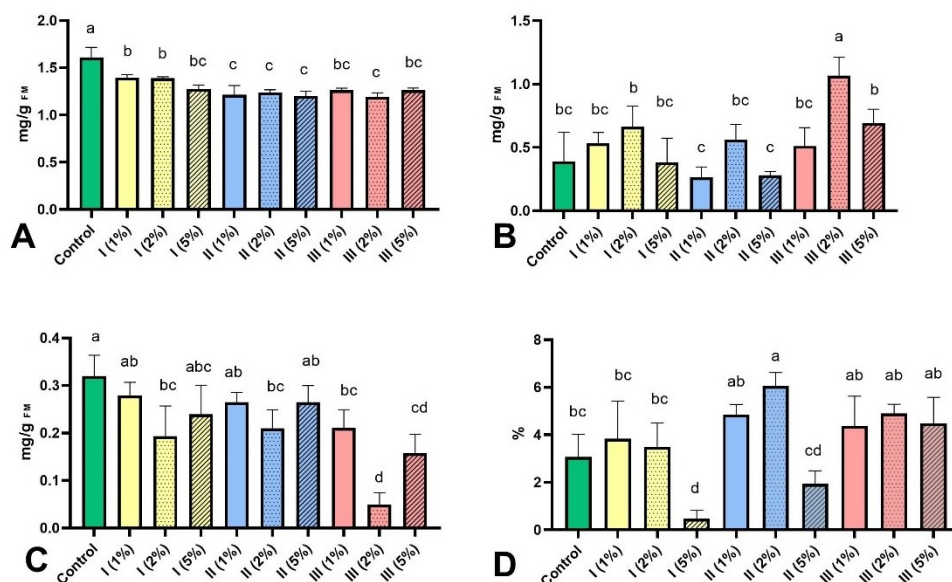 2.0
1.5
1.0
0.5
0.0
mg/g FM
a
b
b
bc
c
c
c
bc
c
bc
A
Control
I (1%)
I (2%)
I (5%)
II (1%)
II (2%)
II (5%)
III (1%)
III (2%)
III (5%)
1.5
1.0
0.5
0.0
mg/g FM
bc
bc
b
bc
c
bc
c
bc
a
b
B
Control
I (1%)
I (2%)
I (5%)
II (1%)
II (2%)
II (5%)
III (1%)
III (2%)
III (5%)
0.4
0.3
0.2
0.1
0.0
mg/g FM
a
ab
bc
abc
ab
bc
ab
bc
d
cd
C
Control
I (1%)
I (2%)
I (5%)
II (1%)
II (2%)
II (5%)
III (1%)
III (2%)
III (5%)
8
6
4
2
0
%
bc
bc
bc
d
ab
a
cd
ab
ab
ab
D
Control
I (1%)
I (2%)
I (5%)
II (1%)
II (2%)
II (5%)
III (1%)
III (2%)
III (5%)